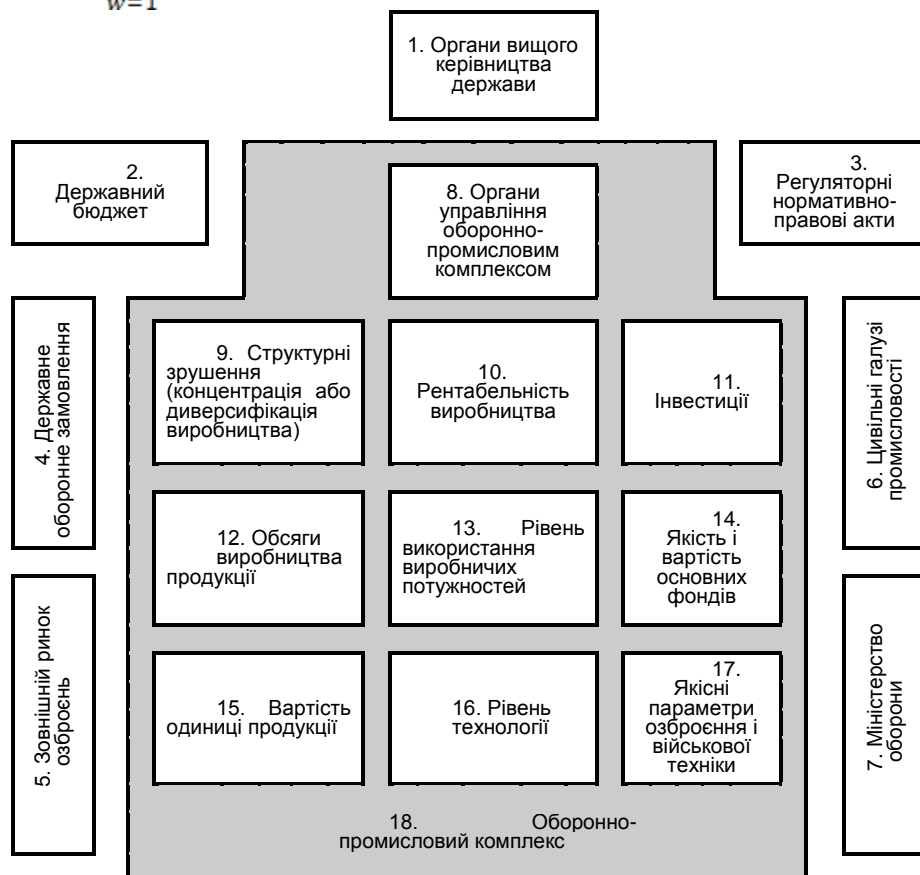 w=1
1. Органи вищого
керівництва
держави
2.
Державний
бюджет
3.
Регуляторні
нормативно-
правові акти
8. Органи
управління
оборонно-
промисловим
комплексом
4. Державне
оборонне замовлення
9. Структурні
зрушення
(концентрація або
диверсифікація
виробництва)
10.
Рентабельність
виробництва
11.
Інвестиції
6. Цивільні галузі
промисловості
12. Обсяги
виробництва
продукції
13. Рівень
використання
виробничих
потужностей
14.
Якість і
вартість
основних
фондів
5. Зовнішній ринок
озброєнь
15. Вартість
одиниці продукції
16. Рівень
технології
17.
Якісні
параметри
озброєння і
військової
техніки
7. Міністерство
оборони
18. Оборонно-
промисловий комплекс